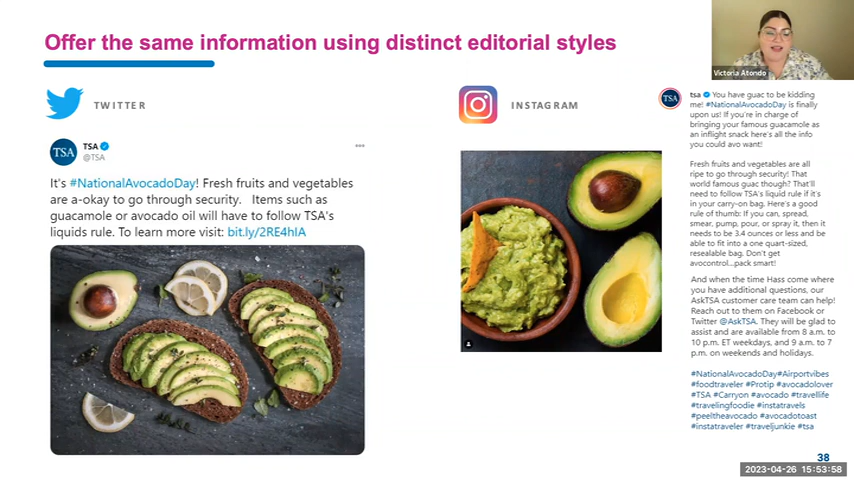 Offer the same information using distinct editorial styles
Victoria Atondo
TWITTER
TSA
TSA
@TSA
It's #NationalAvocadoDay! Fresh fruits and vegetables
are a-okay to go through security. Items such as
guacamole or avocado oil will have to follow TSA's
liquids rule. To learn more visit: bit.ly/2RE4hIA
INSTAGRAM
TSA
tsa You have guac to be kidding
me! #NationalAvocadoDay is finally
upon us! If you're in charge of
bringing your famous guacamole as
an inflight snack here's all the info
you could avo want!
Fresh fruits and vegetables are all
ripe to go through security! That
world famous guac though? That'll
need to follow TSA's liquid rule if it's
in your carry-on bag. Here's a good
rule of thumb: If you can, spread,
smear, pump, pour, or spray it, then it
needs to be 3.4 ounces or less and be
able to fit into a one quart-sized,
resealable bag. Don't get
avocontrol...pack smart!
And when the time Hass come where
you have additional questions, our
AskTSA customer care team can help!
Reach out to them on Facebook or
Twitter @AskTSA. They will be glad to
assist and are available from 8 a.m. to
10 p.m. ET weekdays, and 9 a.m. to 7
p.m. on weekends and holidays.
#NationalAvocadoDay#Airportvibes
#foodtraveler #Protip #avocadolover
#TSA #Carryon #avocado #travellife
#travelingfoodie #instatravels
#peeltheavocado #avocadotoast
#instatraveler #traveljunkie #tsa
38
2023-04-26 15:53:58